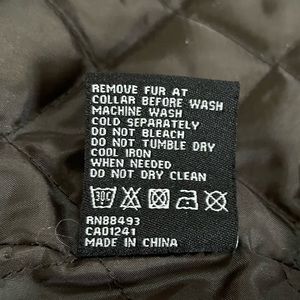 REMOVE FUR AT
COLLAR BEFORE WASH
MACHINE WASH
COLD SEPARATELY
DO NOT BLEACH
DO NOT TUMBLE DRY
COOL IRON
WHEN NEEDED
DO NOT DRY CLEAN
30C
RN88493
CA01241
MADE IN CHINA